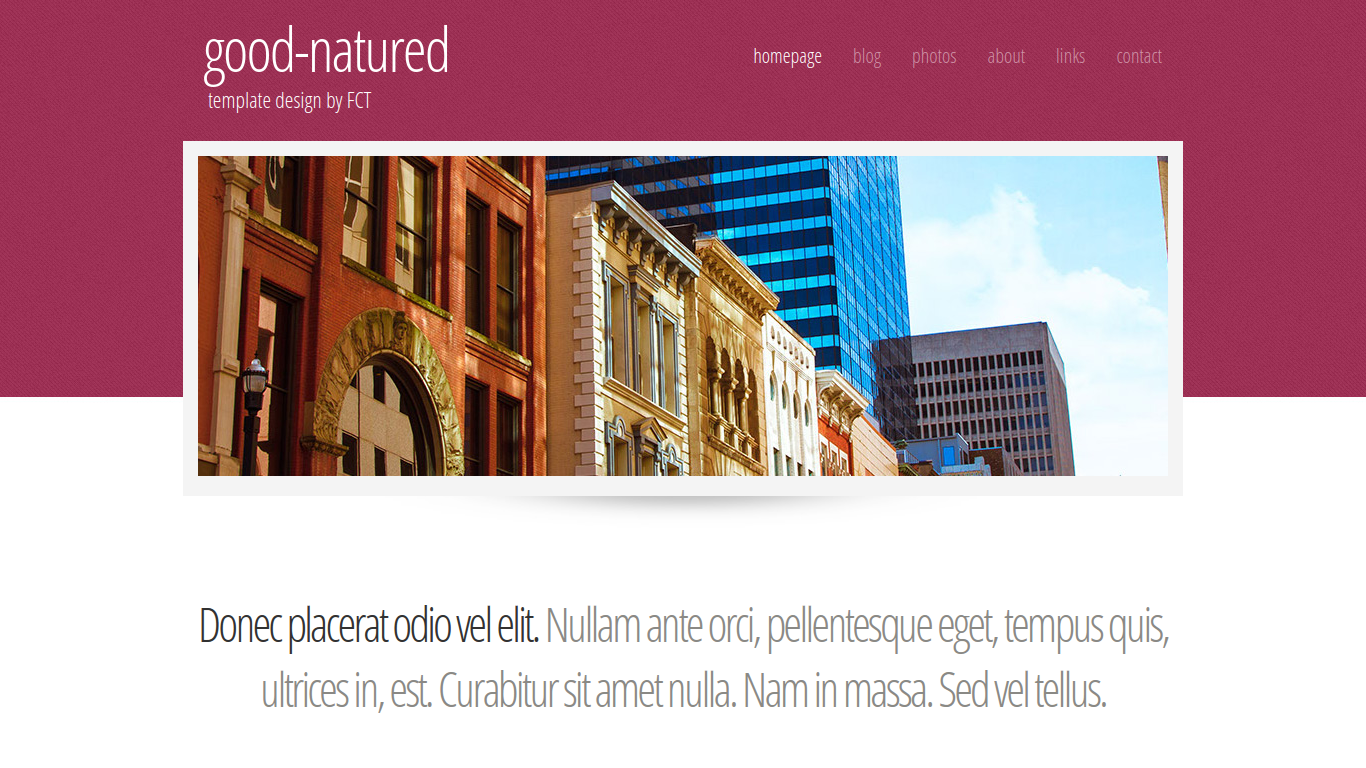 good-natured
template design by FCT
homepage blog photos about links contact
Donec placerat odio vel elit. Nullam ante orci, pellentesque eget, tempus quis,
ultrices in, est. Curabitur sit amet nulla. Nam in massa. Sed vel tellus.